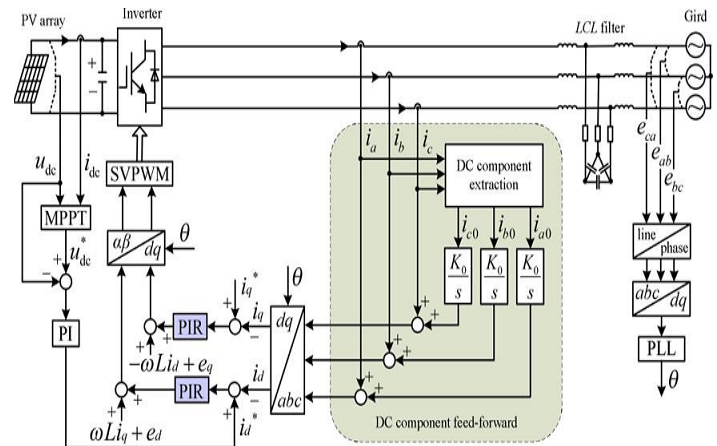 PV array
Inverter
LCL filter
Gird
+
−
u_dc
i_dc
i_a
i_b
i_c
e_ca
e_ab
e_bc
SVPWM
DC component
extraction
MPPT
i_c0
i_b0
i_a0
line
phase
αβ
dq
θ
u_dc*
+
−
K_0
s
K_0
s
K_0
s
abc
dq
i_q*
θ
PI
PIR
i_q
+
−
dq
+
+
PLL
-ωLi_d + e_q
+
+
+
+
θ
PIR
i_d
−
+
abc
+
+
+
+
ωLi_q + e_d
i_d*
DC component feed-forward